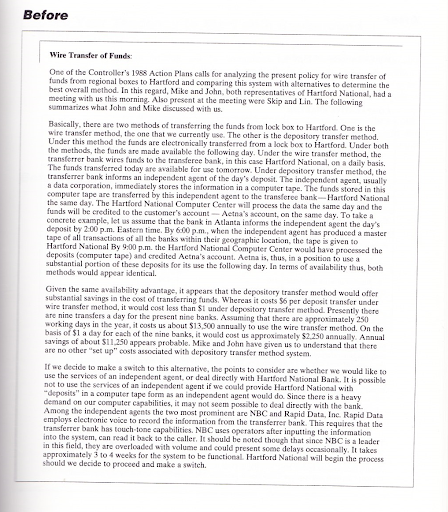 Before
Wire Transfer of Funds:
One of the Controller's 1988 Action Plans calls for analyzing the present policy for wire transfer of
funds from regional boxes to Hartford and comparing this system with alternatives to determine the
best overall method. In this regard, Mike and John, both representatives of Hartford National, had a
meeting with us this morning. Also present at the meeting were Skip and Lin. The following
summarizes what John and Mike discussed with us.
Basically, there are two methods of transferring the funds from lock box to Hartford. One is the
wire transfer method, the one that we currently use. The other is the depository transfer method.
Under this method the funds are electronically transferred from a lock box to Hartford. Under both
the methods, the funds are made available the following day. Under the wire transfer method, the
transferrer bank wires funds to the transferee bank, in this case Hartford National, on a daily basis.
The funds transferred today are available for use tomorrow. Under depository transfer method, the
transferrer bank informs an independent agent of the day's deposit. The independent agent, usually
a data corporation, immediately stores the information in a computer tape. The funds stored in this
computer tape are transferred by this independent agent to the transferee bank—Hartford National
the same day. The Hartford National Computer Center will process the data the same day and the
funds will be credited to the customer's account — Aetna's account, on the same day. To take a
concrete example, let us assume that the bank in Atlanta informs the independent agent the day's
deposit by 2:00 p.m. Eastern time. By 6:00 p.m., when the independent agent has produced a master
tape of all transactions of all the banks within their geographic location, the tape is given to
Hartford National By 9:00 p.m. the Hartford National Computer Center would have processed the
deposits (computer tape) and credited Aetna's account. Aetna is, thus, in a position to use a
substantial portion of these deposits for its use the following day. In terms of availability thus, both
methods would appear identical.
Given the same availability advantage, it appears that the depository transfer method would offer
substantial savings in the cost of transferring funds. Whereas it costs $6 per deposit transfer under
wire transfer method, it would cost less than $1 under depository transfer method. Presently there
are nine transfers a day for the present nine banks. Assuming that there are approximately 250
working days in the year, it costs us about $13,500 annually to use the wire transfer method. On the
basis of $1 a day for each of the nine banks, it would cost us approximately $2,250 annually. Annual
savings of about $11,250 appears probable. Mike and John have given us to understand that there
are no other "set up" costs associated with depository transfer method system.
If we decide to make a switch to this alternative, the points to consider are whether we would like to
use the services of an independent agent, or deal directly with Hartford National Bank. It is possible
not to use the services of an independent agent if we could provide Hartford National with
"deposits" in a computer tape form as an independent agent would do. Since there is a heavy
demand on our computer capabilities, it may not seem possible to deal directly with the bank.
Among the independent agents the two most prominent are NBC and Rapid Data, Inc. Rapid Data
employs electronic voice to record the information from the transferrer bank. This requires that the
transferrer bank has touch-tone capabilities. NBC uses operators after inputting the information
into the system, can read it back to the caller. It should be noted though that since NBC is a leader
in this field, they are overloaded with volume and could present some delays occasionally. It takes
approximately 3 to 4 weeks for the system to be functional. Hartford National will begin the process
should we decide to proceed and make a switch.